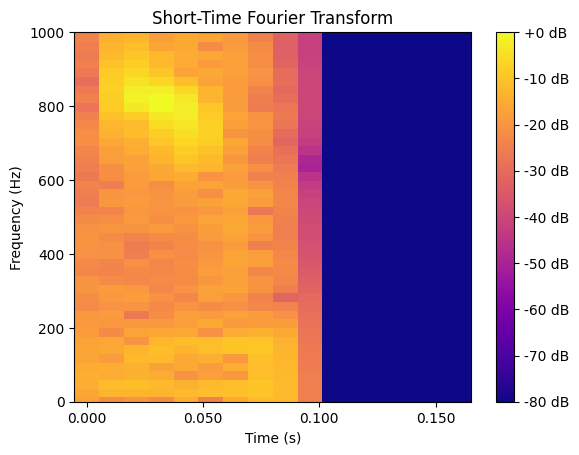 Short-Time Fourier Transform
1000
800
600
400
200
0
Frequency (Hz)
0.000
0.050
0.100
0.150
Time (s)
+0 dB
-10 dB
-20 dB
-30 dB
-40 dB
-50 dB
-60 dB
-70 dB
-80 dB